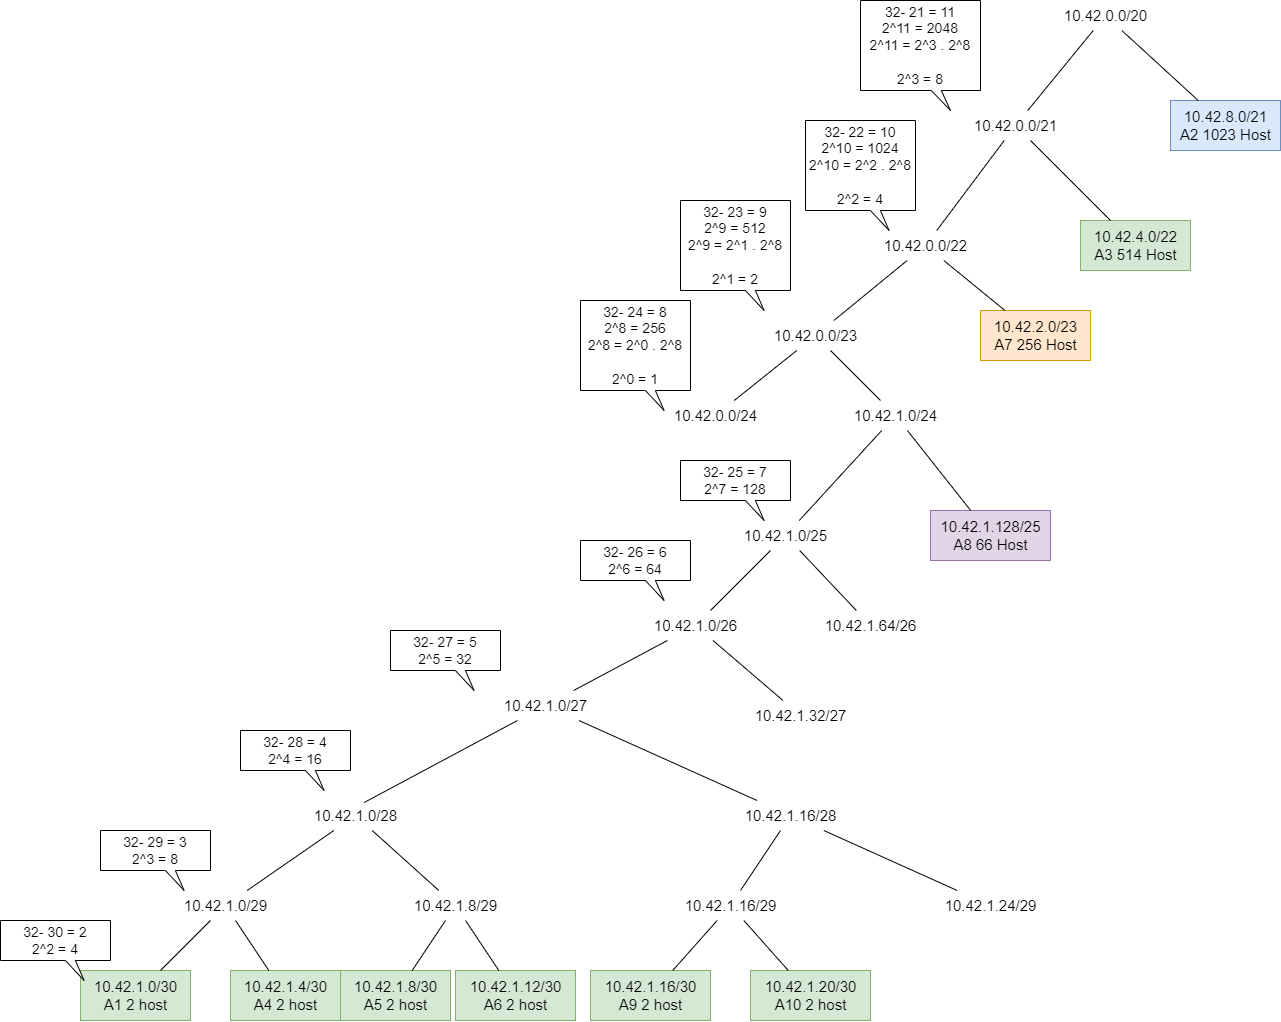 32- 21 = 11
2^11 = 2048
2^11 = 2^3 . 2^8
2^3 = 8
10.42.0.0/20
10.42.0.0/21
10.42.8.0/21
A2 1023 Host
32- 22 = 10
2^10 = 1024
2^10 = 2^2 . 2^8
2^2 = 4
10.42.0.0/22
10.42.4.0/22
A3 514 Host
32- 23 = 9
2^9 = 512
2^9 = 2^1 . 2^8
2^1 = 2
10.42.0.0/23
10.42.2.0/23
A7 256 Host
32- 24 = 8
2^8 = 256
2^8 = 2^0 . 2^8
2^0 = 1
10.42.0.0/24
10.42.1.0/24
32- 25 = 7
2^7 = 128
10.42.1.0/25
10.42.1.128/25
A8 66 Host
32- 26 = 6
2^6 = 64
10.42.1.0/26
10.42.1.64/26
32- 27 = 5
2^5 = 32
10.42.1.0/27
10.42.1.32/27
32- 28 = 4
2^4 = 16
10.42.1.0/28
10.42.1.16/28
32- 29 = 3
2^3 = 8
10.42.1.0/29
10.42.1.8/29
10.42.1.16/29
10.42.1.24/29
32- 30 = 2
2^2 = 4
10.42.1.0/30
A1 2 host
10.42.1.4/30
A4 2 host
10.42.1.8/30
A5 2 host
10.42.1.12/30
A6 2 host
10.42.1.16/30
A9 2 host
10.42.1.20/30
A10 2 host